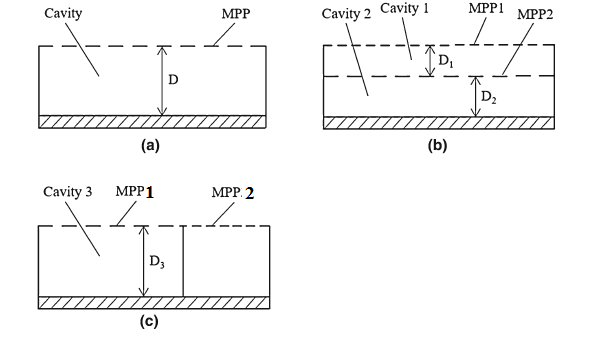 Cavity MPP
D
(a)
Cavity 2 Cavity 1 MPP1 MPP2
D₁
D₂
(b)
Cavity 3 MPP1 MPP. 2
D₃
(c)